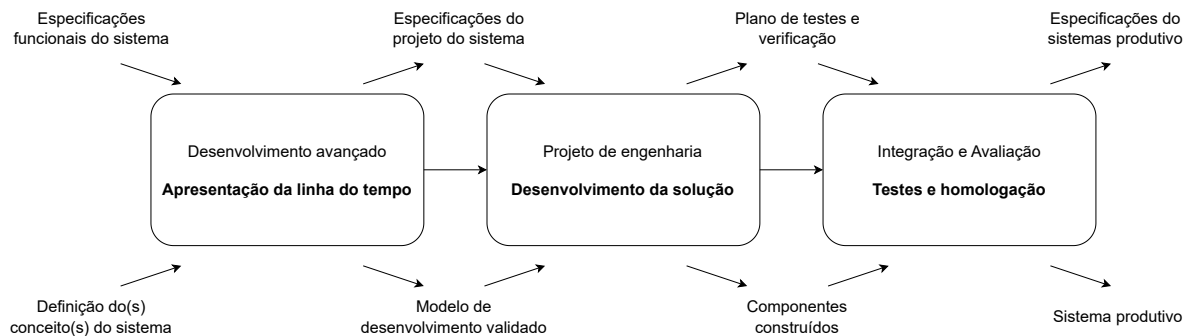 Especificações
funcionais do sistema
Especificações do
projeto do sistema
Plano de testes e
verificação
Especificações do
sistemas produtivo
Desenvolvimento avançado
Apresentação da linha do tempo
Projeto de engenharia
Desenvolvimento da solução
Integração e Avaliação
Testes e homologação
Definição do(s)
conceito(s) do sistema
Modelo de
desenvolvimento validado
Componentes
construídos
Sistema produtivo